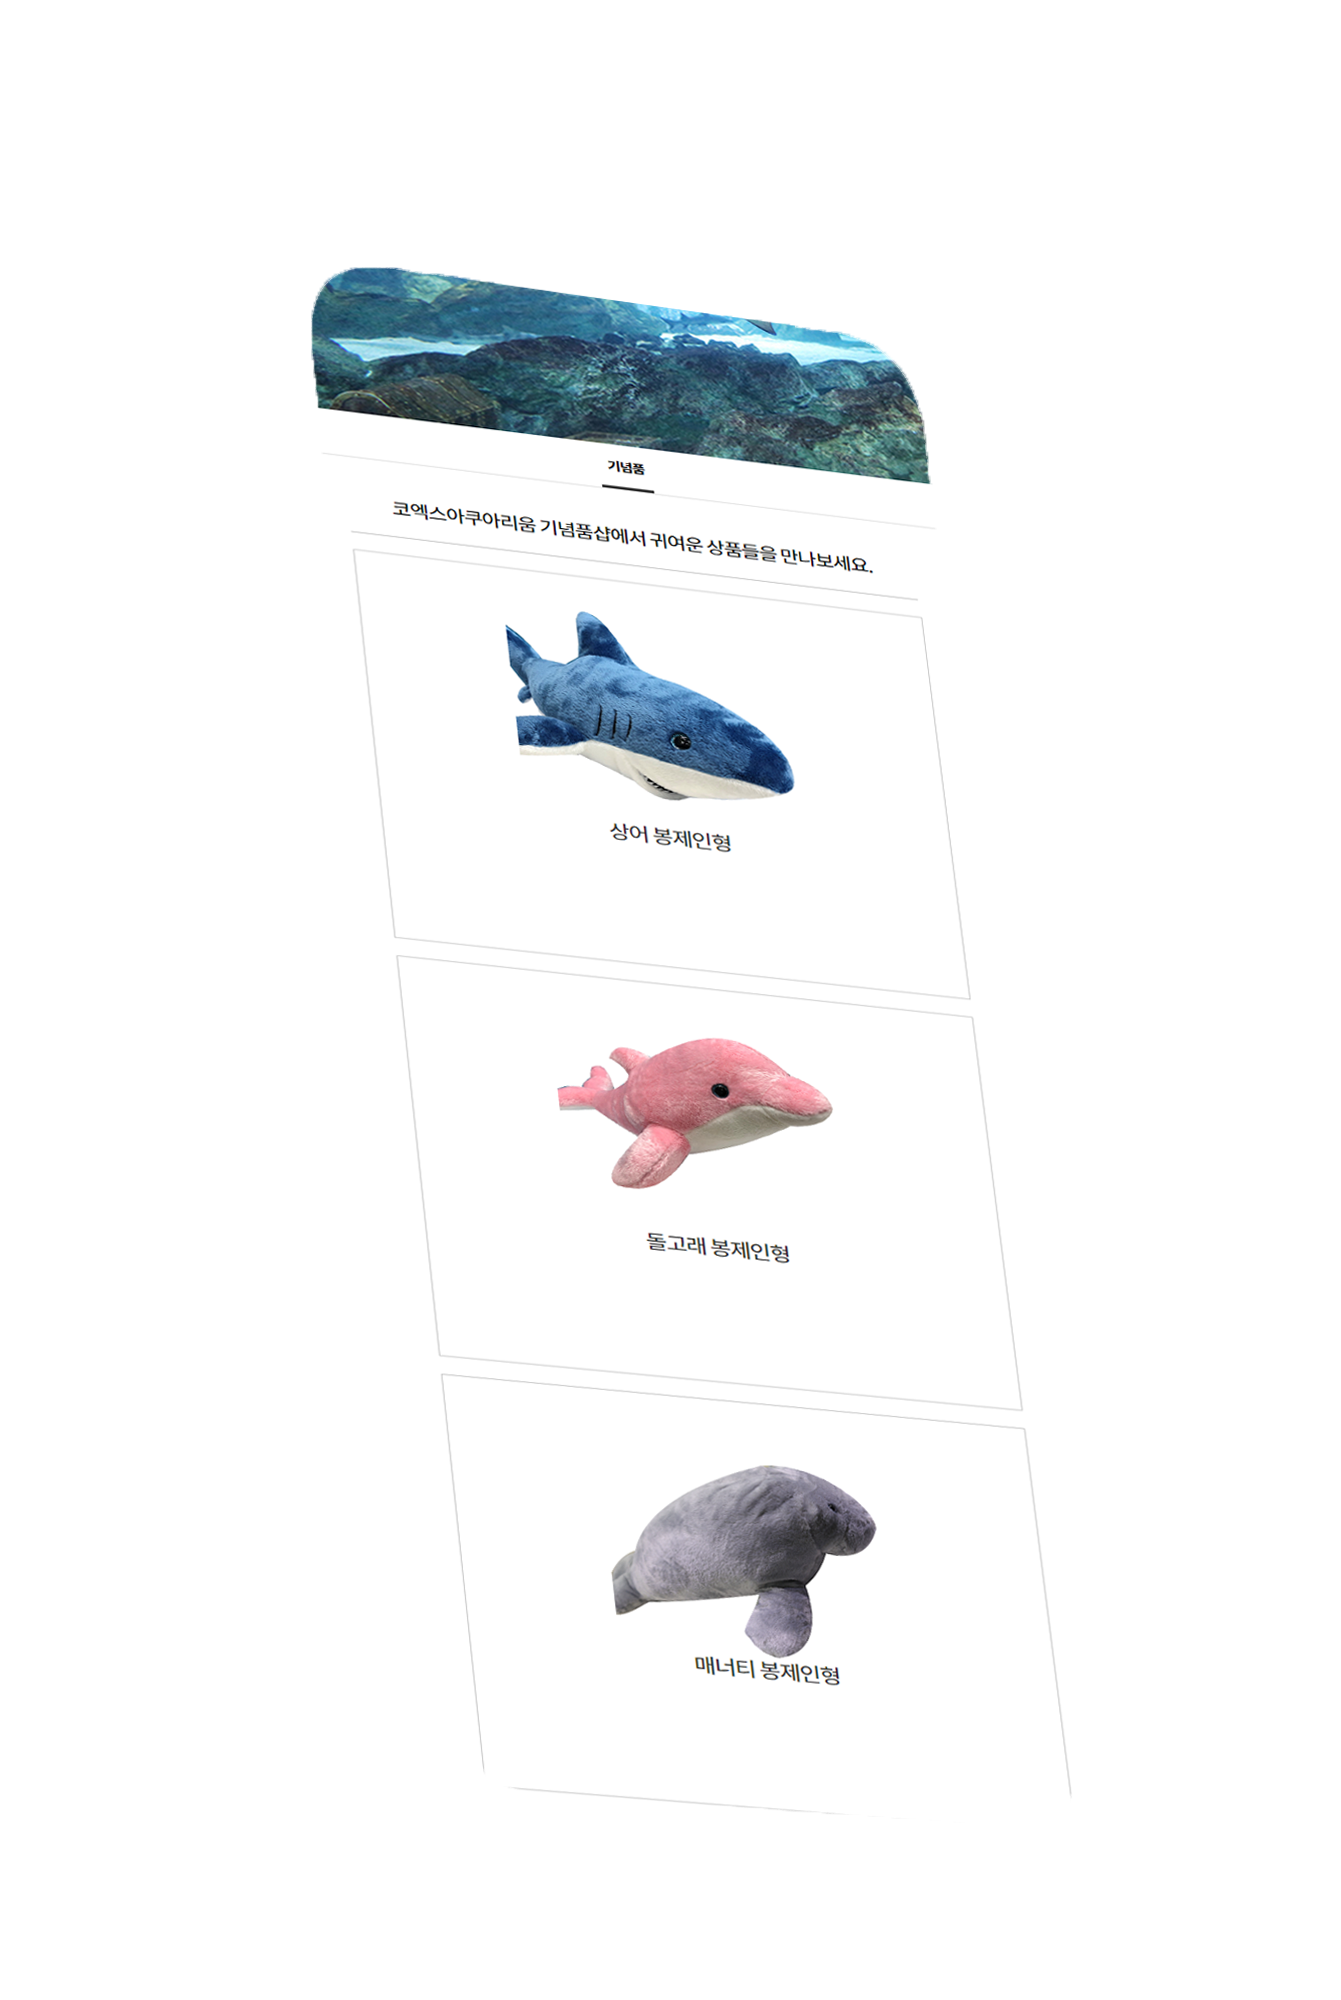 기념품
코엑스아쿠아리움 기념품샵에서 귀여운 상품들을 만나보세요.
상어 봉제인형
돌고래 봉제인형
매너티 봉제인형